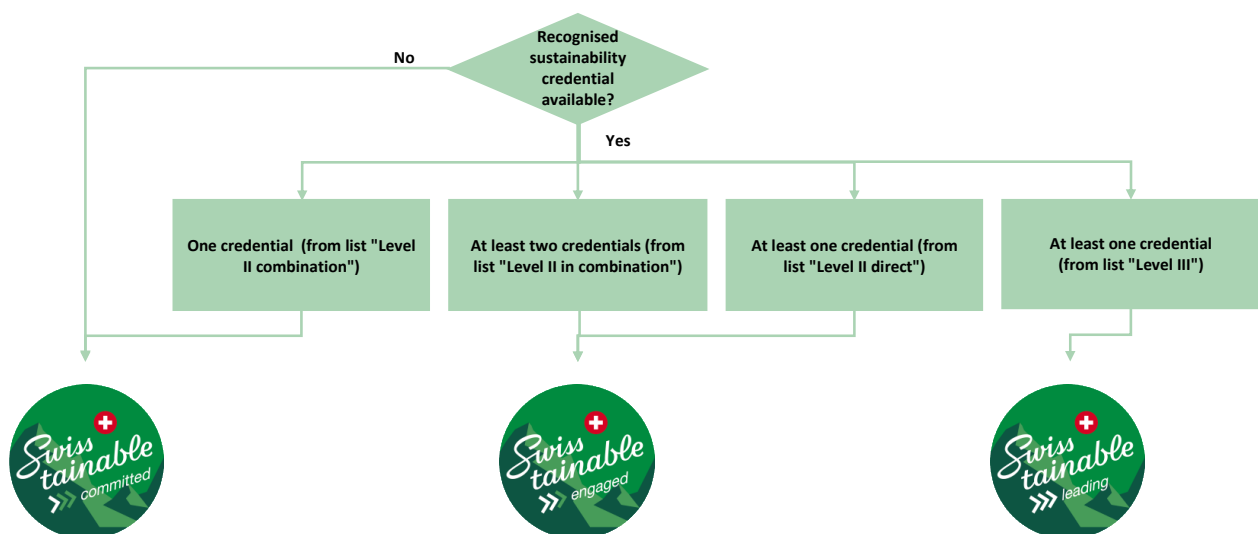 Recognised
sustainability
credential
available?
No
Yes
One credential  (from list "Level
II combination")
At least two credentials (from
list "Level II in combination")
At least one credential (from
list "Level II direct")
At least one credential
(from list "Level III")
Swiss
tainable
committed
Swiss
tainable
engaged
Swiss
tainable
leading